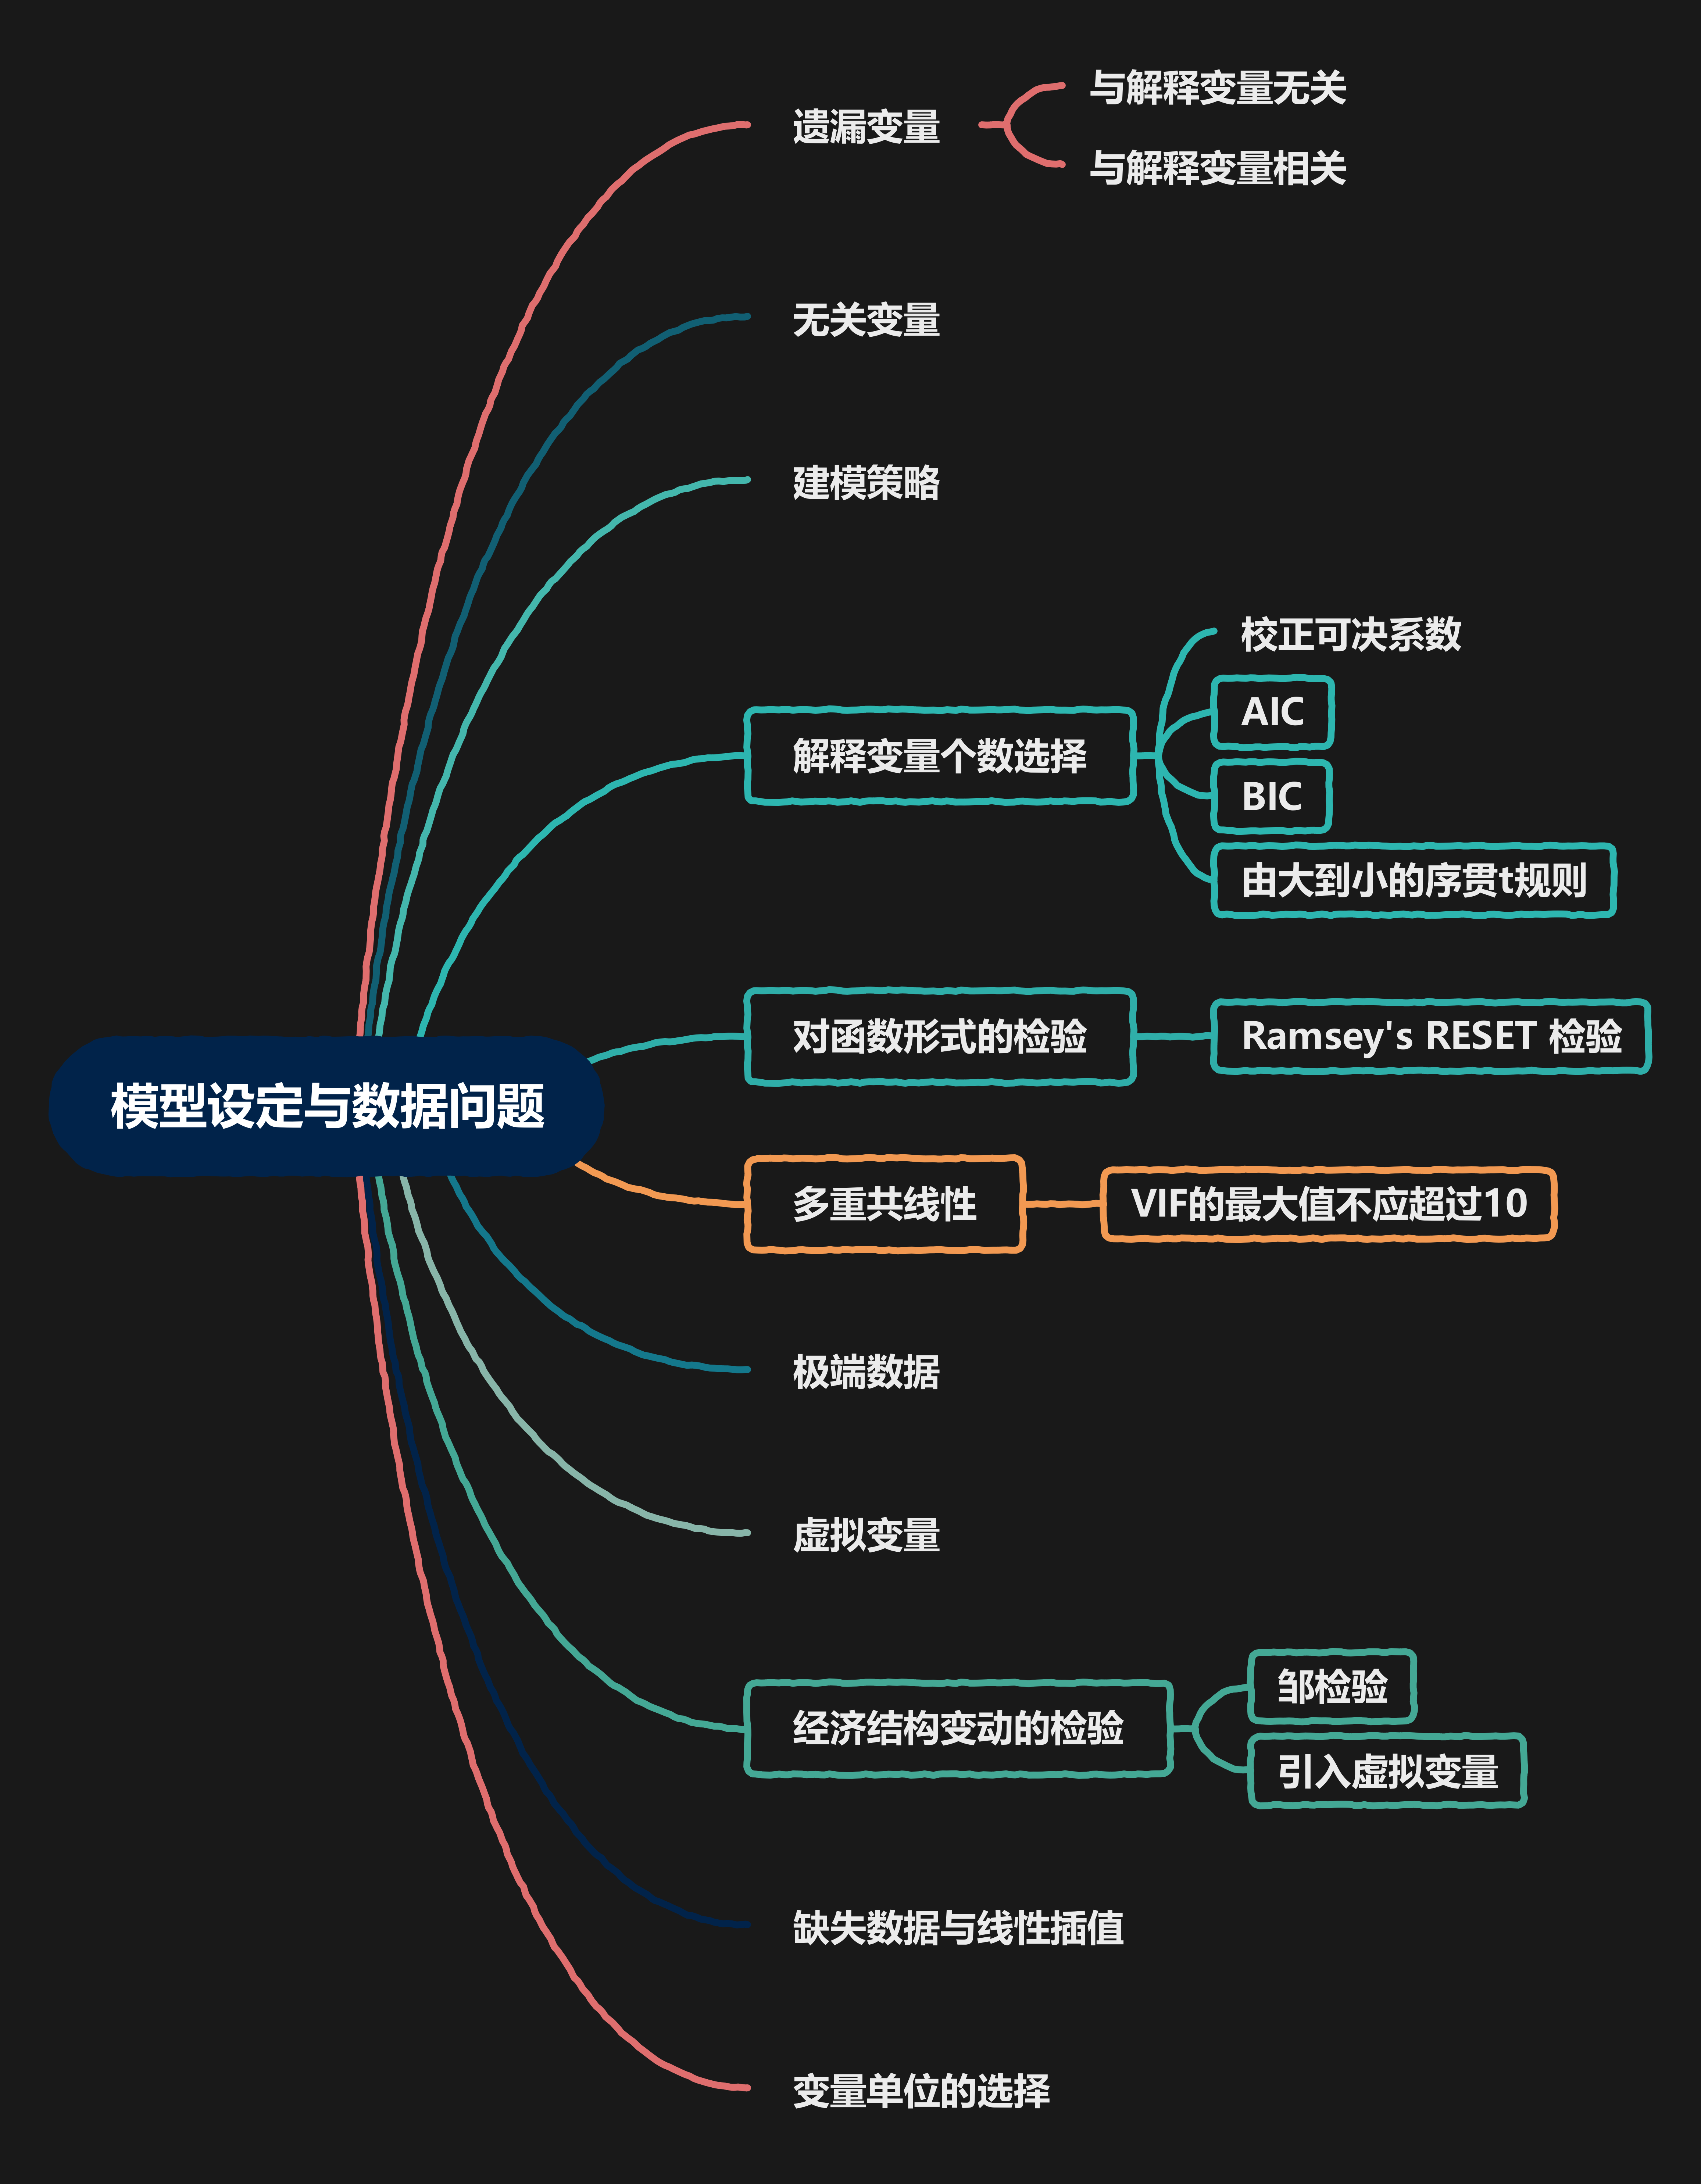 模型设定与数据问题
遗漏变量
与解释变量无关
与解释变量相关
无关变量
建模策略
解释变量个数选择
校正可决系数
AIC
BIC
由大到小的序贯t规则
对函数形式的检验
Ramsey's RESET 检验
多重共线性
VIF的最大值不应超过10
极端数据
虚拟变量
经济结构变动的检验
邹检验
引入虚拟变量
缺失数据与线性插值
变量单位的选择